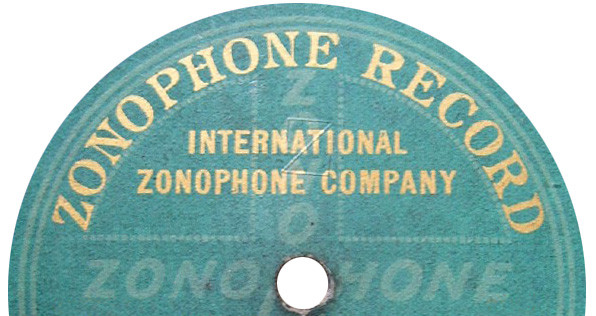 ZONOPHONE RECORD
INTERNATIONAL
ZONOPHONE COMPANY
Z
O
ZONOPHONE